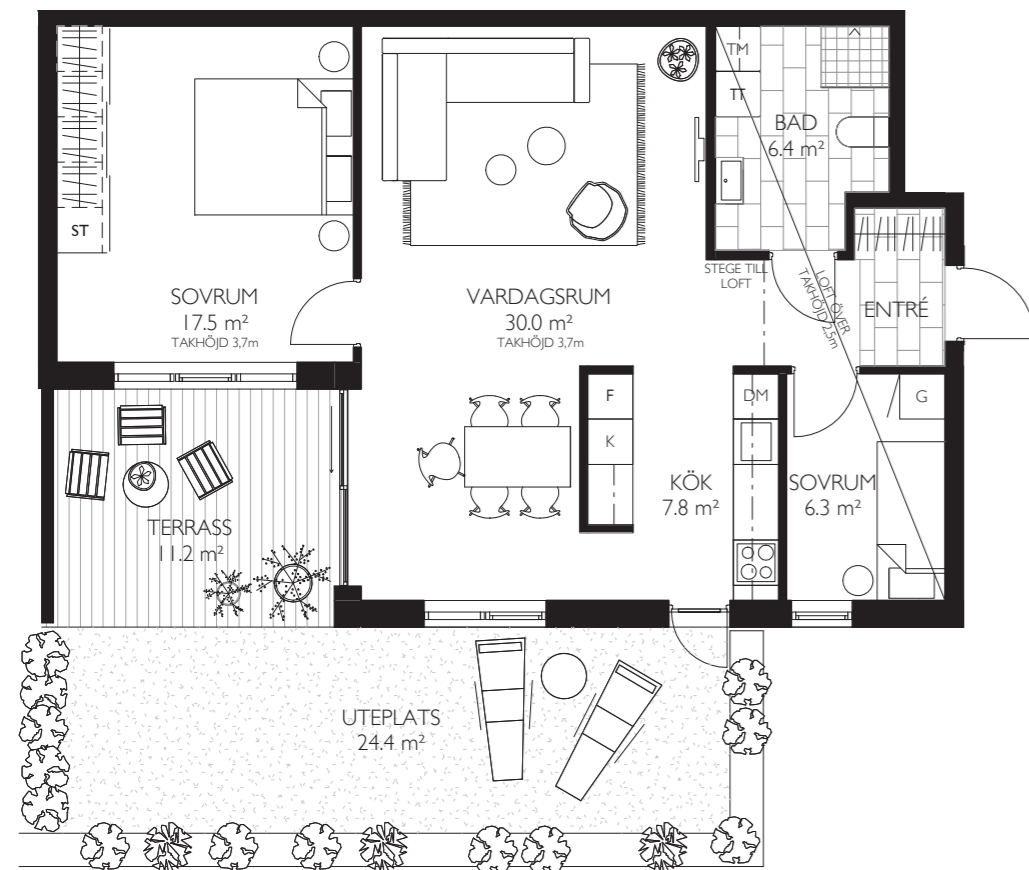 TM
TT
BAD
6.4 m²
ST
SOVRUM
17.5 m²
TAKHÖJD 3,7m
VARDAGSRUM
30.0 m²
TAKHÖJD 3,7m
STEGE TILL
LOFT
LOFT ÖVER
TAKHÖJD 2,5m
ENTRÉ
F
K
DM
G
KÖK
7.8 m²
SOVRUM
6.3 m²
TERRASS
11.2 m²
UTEPLATS
24.4 m²